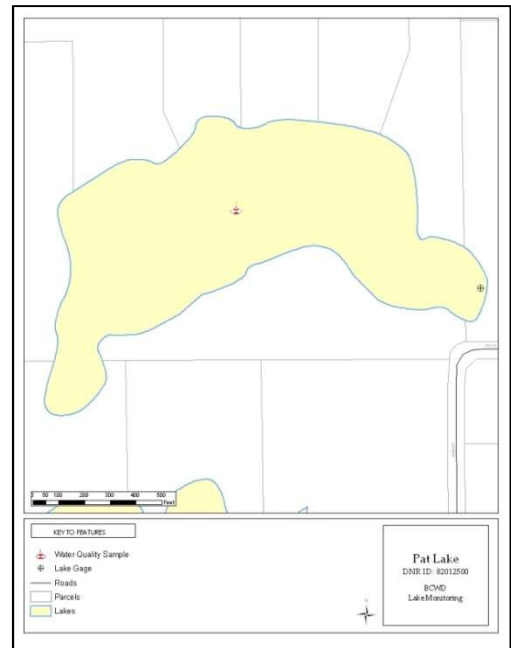 0 50 100 200 300 400 500
Feet
KEY TO FEATURES
Water Quality Sample
Lake Gage
Roads
Parcels
Lakes
Pat Lake
DNR ID: 82012500
BCWD
Lake Monitoring